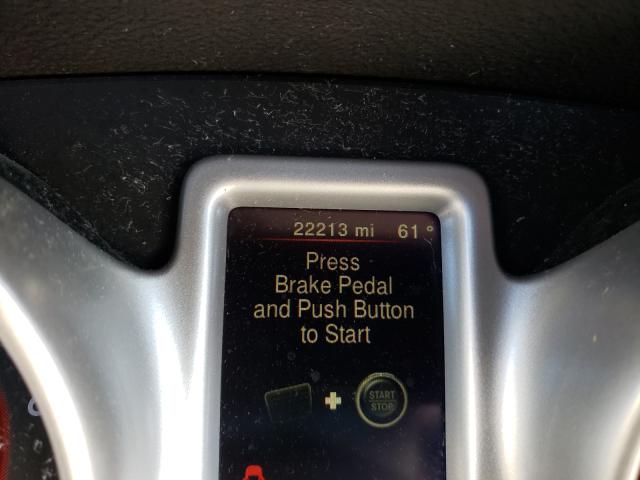 22213 mi 61°
Press
Brake Pedal
and Push Button
to Start
START
STOP